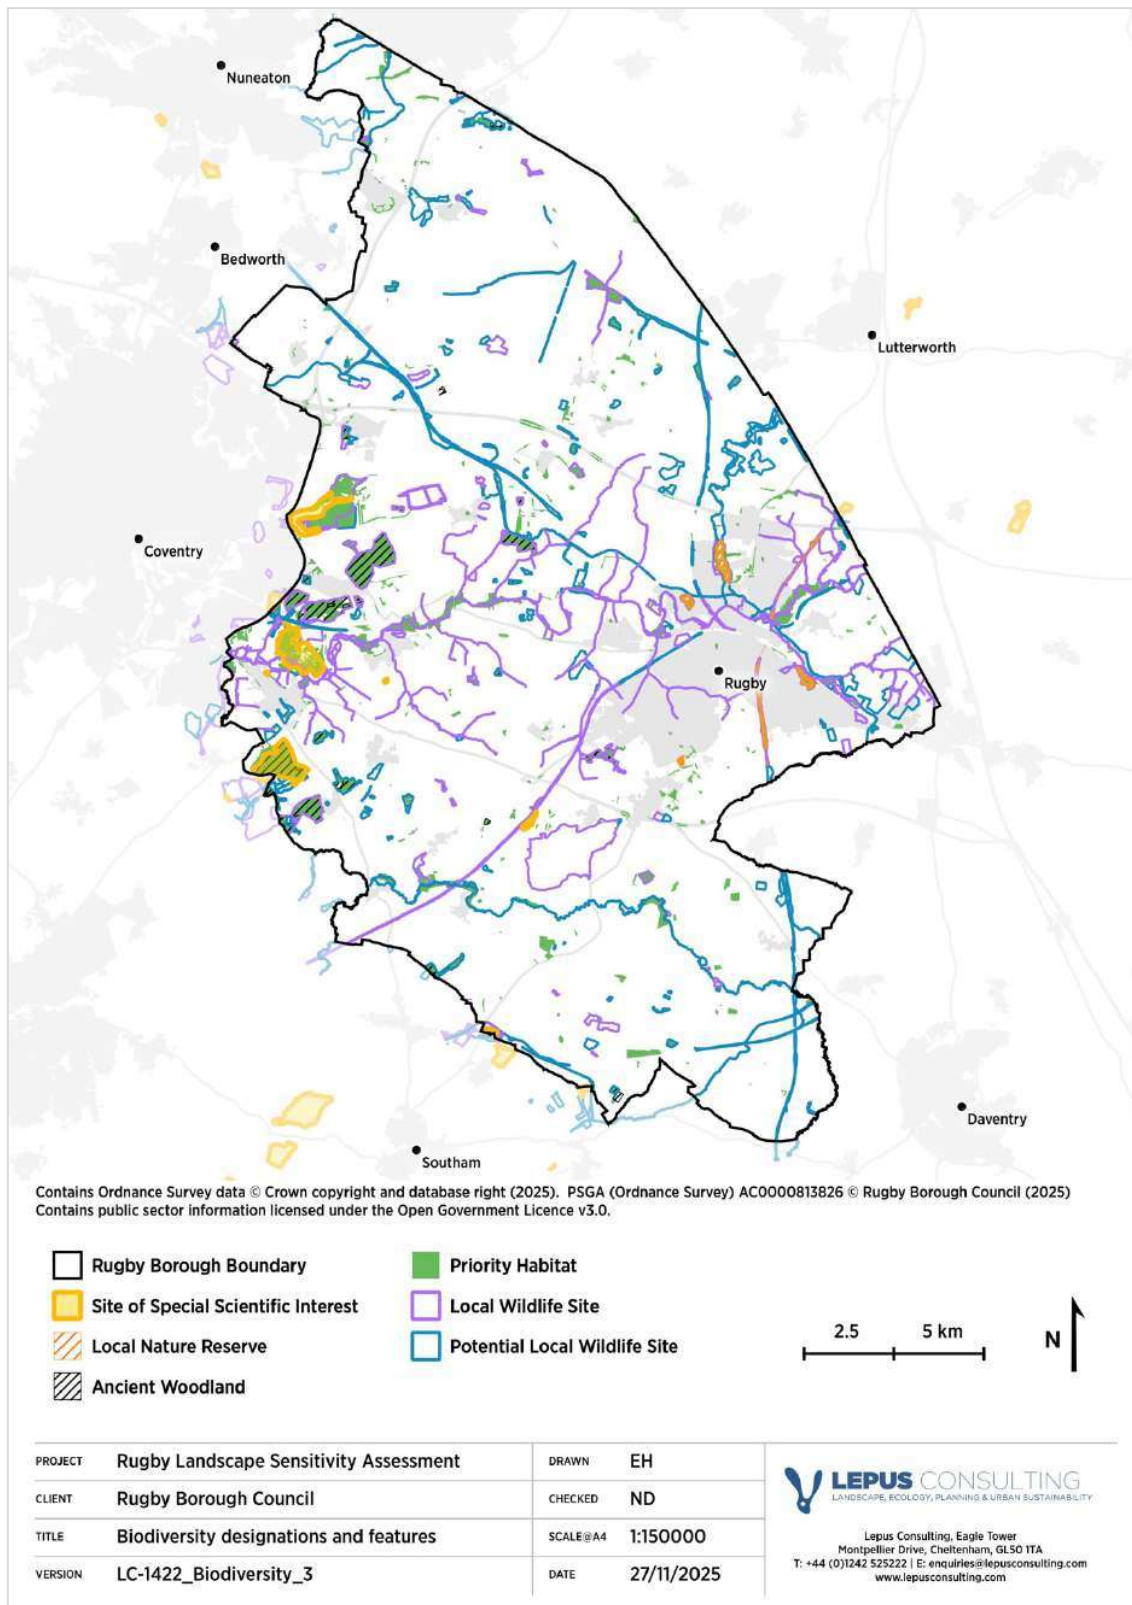 Nuneaton
Bedworth
Lutterworth
Coventry
Rugby
Daventry
Southam
Contains Ordnance Survey data © Crown copyright and database right (2025). PSGA (Ordnance Survey) AC0000813826 © Rugby Borough Council (2025)
Contains public sector information licensed under the Open Government Licence v3.0.
Rugby Borough Boundary
Site of Special Scientific Interest
Local Nature Reserve
Ancient Woodland
Priority Habitat
Local Wildlife Site
Potential Local Wildlife Site
2.5 5 km
N
PROJECT Rugby Landscape Sensitivity Assessment
CLIENT Rugby Borough Council
TITLE Biodiversity designations and features
VERSION LC-1422_Biodiversity_3
DRAWN EH
CHECKED ND
SCALE@A4 1:150000
DATE 27/11/2025
LEPUS CONSULTING
LANDSCAPE, ECOLOGY, PLANNING & URBAN SUSTAINABILITY
Lepus Consulting, Eagle Tower
Montpellier Drive, Cheltenham, GL50 1TA
T: +44 (0)1242 525222 | E: enquiries@lepusconsulting.com
www.lepusconsulting.com